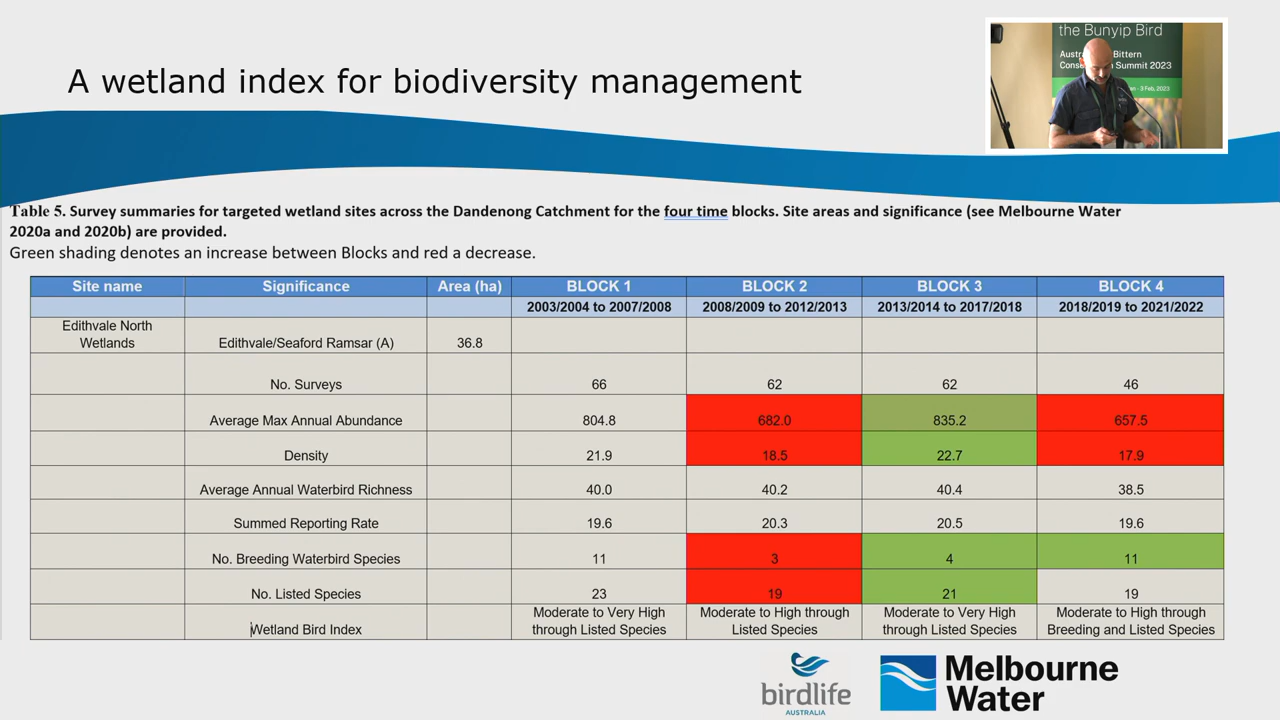 the Bunyip Bird
Bittern
Summit 2023
3 Feb, 2023
A wetland index for biodiversity management
Table 5. Survey summaries for targeted wetland sites across the Dandenong Catchment for the four time blocks. Site areas and significance (see Melbourne Water
2020a and 2020b) are provided.
Green shading denotes an increase between Blocks and red a decrease.
Site name Significance Area (ha) BLOCK 1 BLOCK 2 BLOCK 3 BLOCK 4
2003/2004 to 2007/2008 2008/2009 to 2012/2013 2013/2014 to 2017/2018 2018/2019 to 2021/2022
Edithvale North
Wetlands Edithvale/Seaford Ramsar (A) 36.8
No. Surveys 66 62 62 46
Average Max Annual Abundance 804.8 682.0 835.2 657.5
Density 21.9 18.5 22.7 17.9
Average Annual Waterbird Richness 40.0 40.2 40.4 38.5
Summed Reporting Rate 19.6 20.3 20.5 19.6
No. Breeding Waterbird Species 11 3 4 11
No. Listed Species 23 19 21 19
Moderate to Very High Moderate to High through Moderate to Very High Moderate to High through
Wetland Bird Index through Listed Species Listed Species through Listed Species Breeding and Listed Species
birdlife
AUSTRALIA
Melbourne
Water